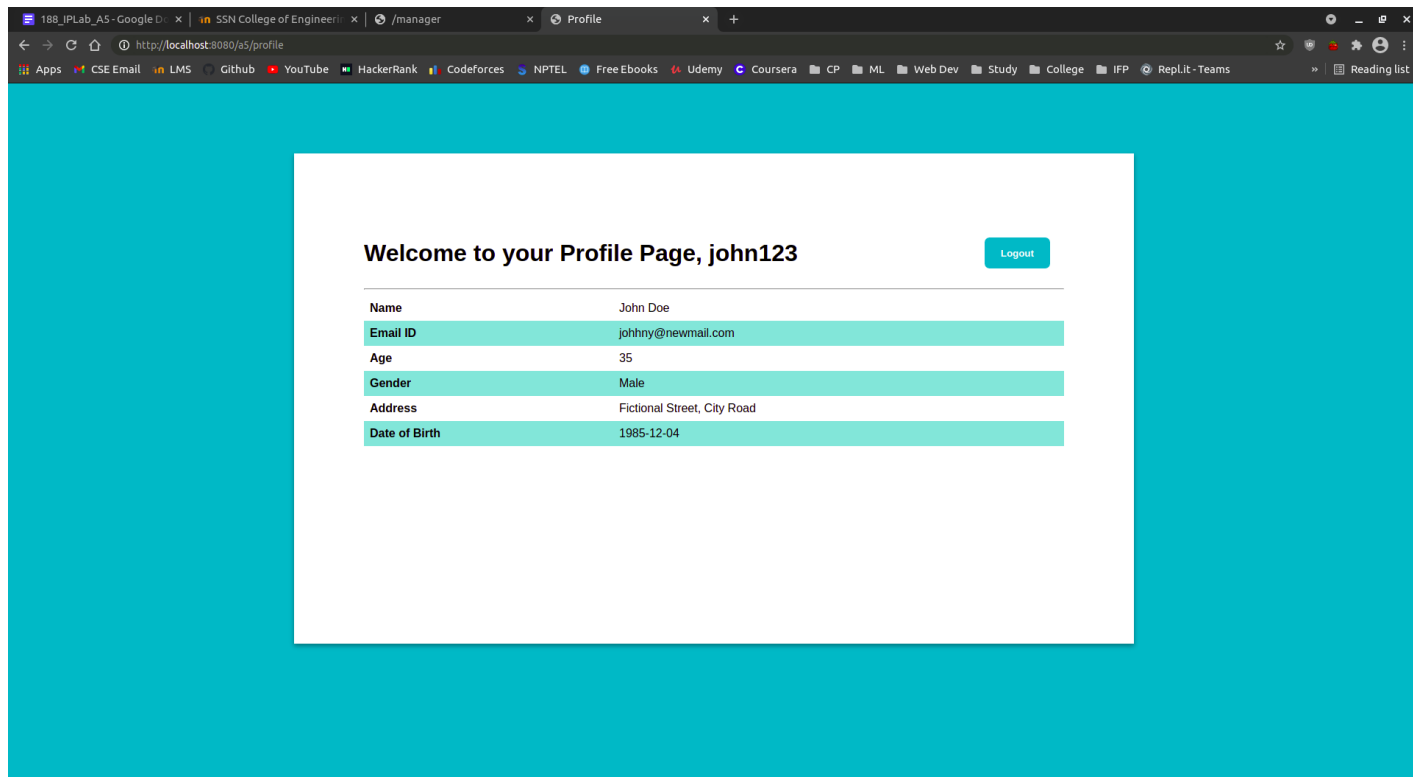 188_IPLab_A5 - Google Do
SSN College of Engineerin
/manager
Profile
http://localhost:8080/a5/profile
Apps CSE Email LMS Github YouTube HackerRank Codeforces NPTEL Free Ebooks Udemy Coursera CP ML Web Dev Study College IFP Repl.it - Teams » Reading list
Welcome to your Profile Page, john123
Logout
Name John Doe
Email ID johhny@newmail.com
Age 35
Gender Male
Address Fictional Street, City Road
Date of Birth 1985-12-04